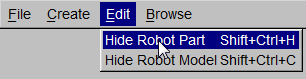 File Create Edit Browse
Hide Robot Part Shift+Ctrl+H
Hide Robot Model Shift+Ctrl+C